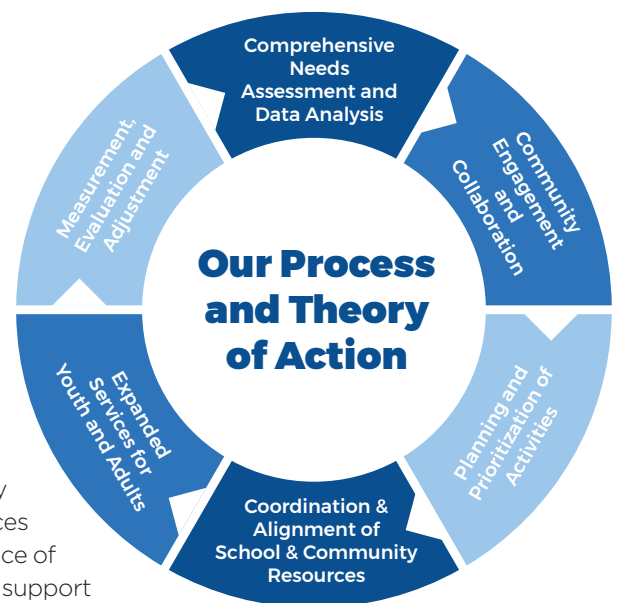 Comprehensive
Needs
Assessment and
Data Analysis
Community
Engagement
and
Collaboration
Planning and
Prioritization of
Activities
Coordination &
Alignment of
School & Community
Resources
Expanded
Services for
Youth and Adults
Measurement,
Evaluation and
Adjustment
Our Process
and Theory
of Action
of
support